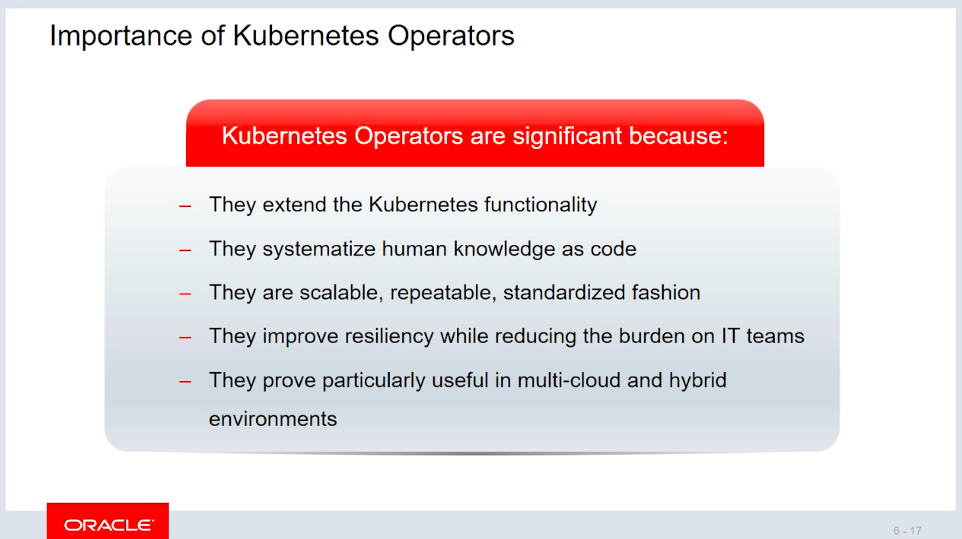 Importance of Kubernetes Operators
Kubernetes Operators are significant because:
– They extend the Kubernetes functionality
– They systematize human knowledge as code
– They are scalable, repeatable, standardized fashion
– They improve resiliency while reducing the burden on IT teams
– They prove particularly useful in multi-cloud and hybrid
environments
ORACLE
6 - 17